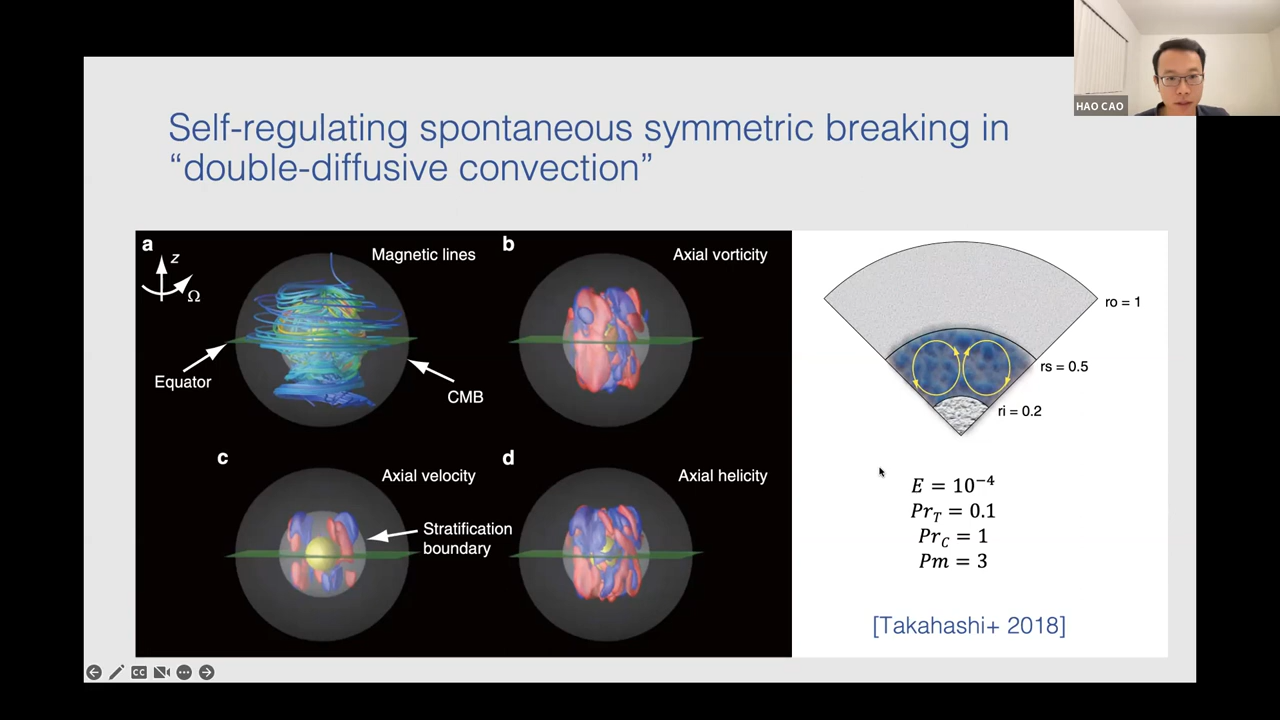 HAO CAO
Self-regulating spontaneous symmetric breaking in
“double-diffusive convection”
a
z
Ω
Magnetic lines
Equator
CMB
b
Axial vorticity
c
Axial velocity
Stratification
boundary
d
Axial helicity
ro = 1
rs = 0.5
ri = 0.2
E = 10⁻⁴
Pr_T = 0.1
Pr_C = 1
Pm = 3
[Takahashi+ 2018]
CC